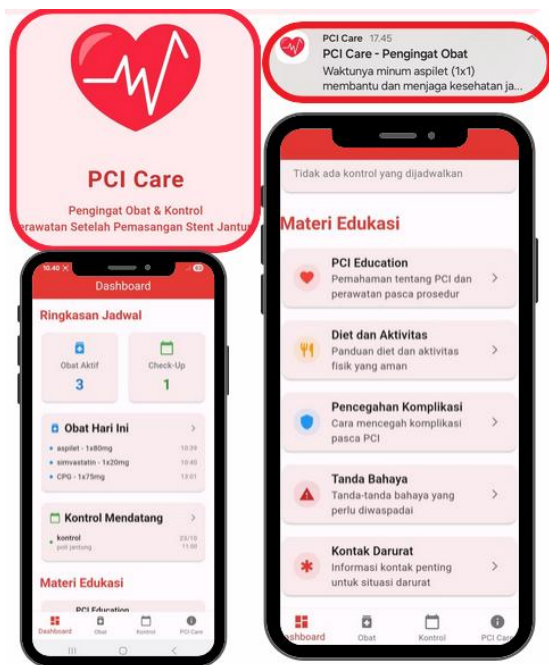 PCI Care
Pengingat Obat & Kontrol
erawatan Setelah Pemasangan Stent Jantu
PCI Care 17.45
PCI Care - Pengingat Obat
Waktunya minum aspilet (1x1)
membantu dan menjaga kesehatan ja...
10.40
Dashboard
Ringkasan Jadwal
Obat Aktif
3
Check-Up
1
Obat Hari Ini
aspilet - 1x80mg 10:39
simvastatin - 1x20mg 10:40
CPG - 1x75mg 13:01
Kontrol Mendatang
kontrol 23/10
poli jantung 11:00
Materi Edukasi
PCI Education
Dashboard
Obat
Kontrol
PCI Care
Tidak ada kontrol yang dijadwalkan
Materi Edukasi
PCI Education
Pemahaman tentang PCI dan
perawatan pasca prosedur
Diet dan Aktivitas
Panduan diet dan aktivitas
fisik yang aman
Pencegahan Komplikasi
Cara mencegah komplikasi
pasca PCI
Tanda Bahaya
Tanda-tanda bahaya yang
perlu diwaspadai
Kontak Darurat
Informasi kontak penting
untuk situasi darurat
ashboard
Obat
Kontrol
PCI Care